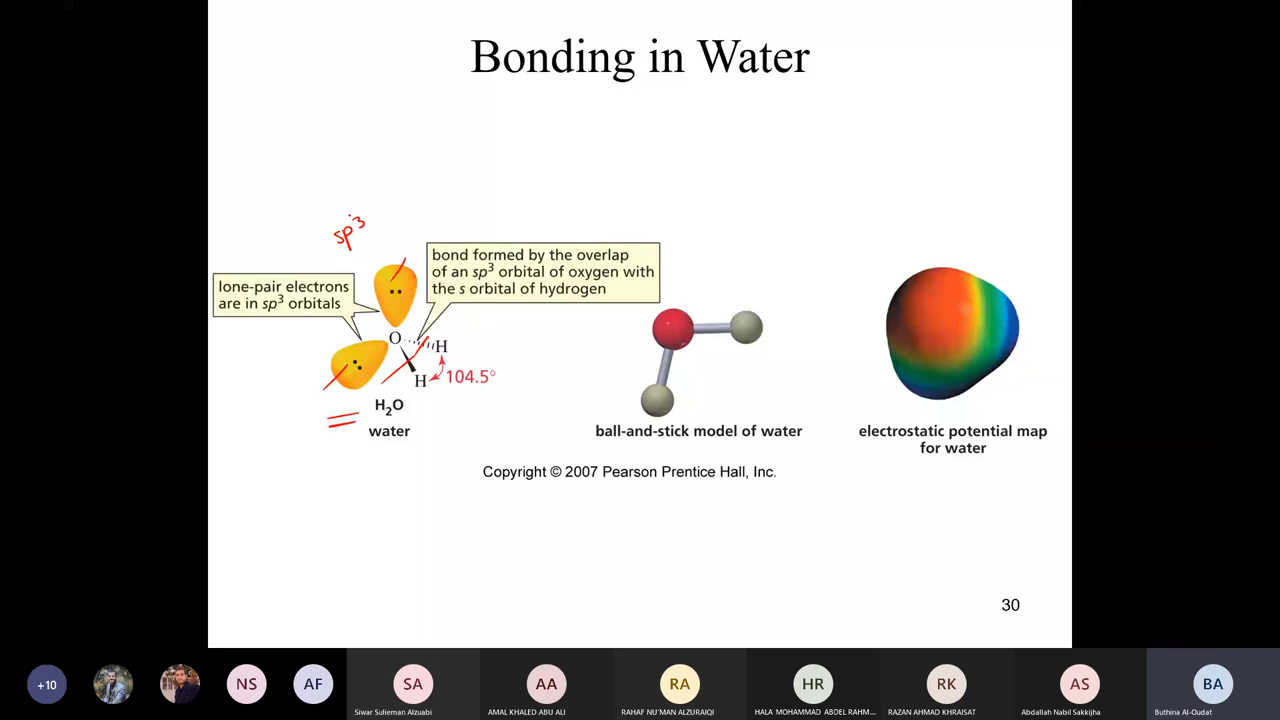 Bonding in Water
sp³
lone-pair electrons
are in sp³ orbitals
bond formed by the overlap
of an sp³ orbital of oxygen with
the s orbital of hydrogen
O
H
H
104.5°
H₂O
water
ball-and-stick model of water
electrostatic potential map
for water
Copyright © 2007 Pearson Prentice Hall, Inc.
30
+10
NS
AF
SA
AA
RA
HR
RK
AS
BA
Siwar Sulieman Alzuabi
AMAL KHALED ABU ALI
RAHAF NU'MAN ALZURAIQI
HALA MOHAMMAD ABDEL RAHM...
RAZAN AHMAD KHRAISAT
Abdallah Nabil Sakkijha
Buthina Al-Oudat